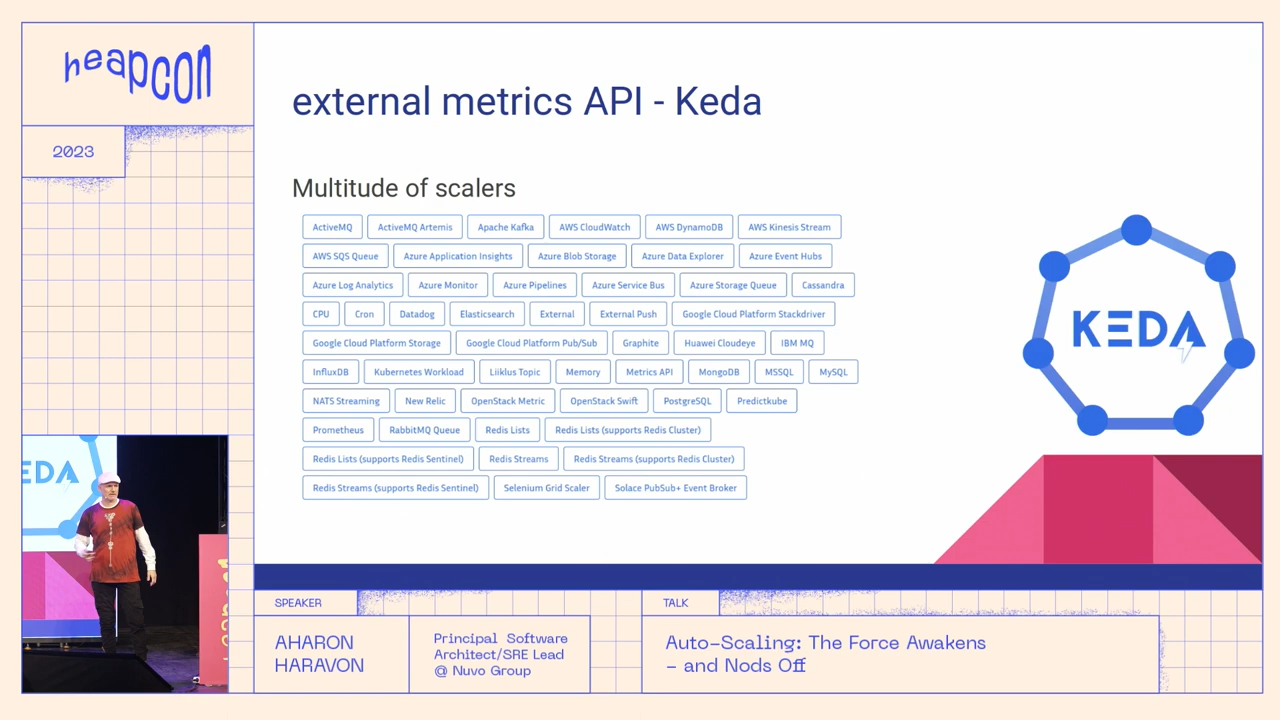 heapcon
2023
external metrics API - Keda
Multitude of scalers
ActiveMQ ActiveMQ Artemis Apache Kafka AWS CloudWatch AWS DynamoDB AWS Kinesis Stream
AWS SQS Queue Azure Application Insights Azure Blob Storage Azure Data Explorer Azure Event Hubs
Azure Log Analytics Azure Monitor Azure Pipelines Azure Service Bus Azure Storage Queue Cassandra
CPU Cron Datadog Elasticsearch External External Push Google Cloud Platform Stackdriver
Google Cloud Platform Storage Google Cloud Platform Pub/Sub Graphite Huawei Cloudeye IBM MQ
InfluxDB Kubernetes Workload Liiklus Topic Memory Metrics API MongoDB MSSQL MySQL
NATS Streaming New Relic OpenStack Metric OpenStack Swift PostgreSQL Predictkube
Prometheus RabbitMQ Queue Redis Lists Redis Lists (supports Redis Cluster)
Redis Lists (supports Redis Sentinel) Redis Streams Redis Streams (supports Redis Cluster)
Redis Streams (supports Redis Sentinel) Selenium Grid Scaler Solace PubSub+ Event Broker
KEDA
EDA
SPEAKER
AHARON
HARAVON
Principal Software
Architect/SRE Lead
@ Nuvo Group
TALK
Auto-Scaling: The Force Awakens
- and Nods Off